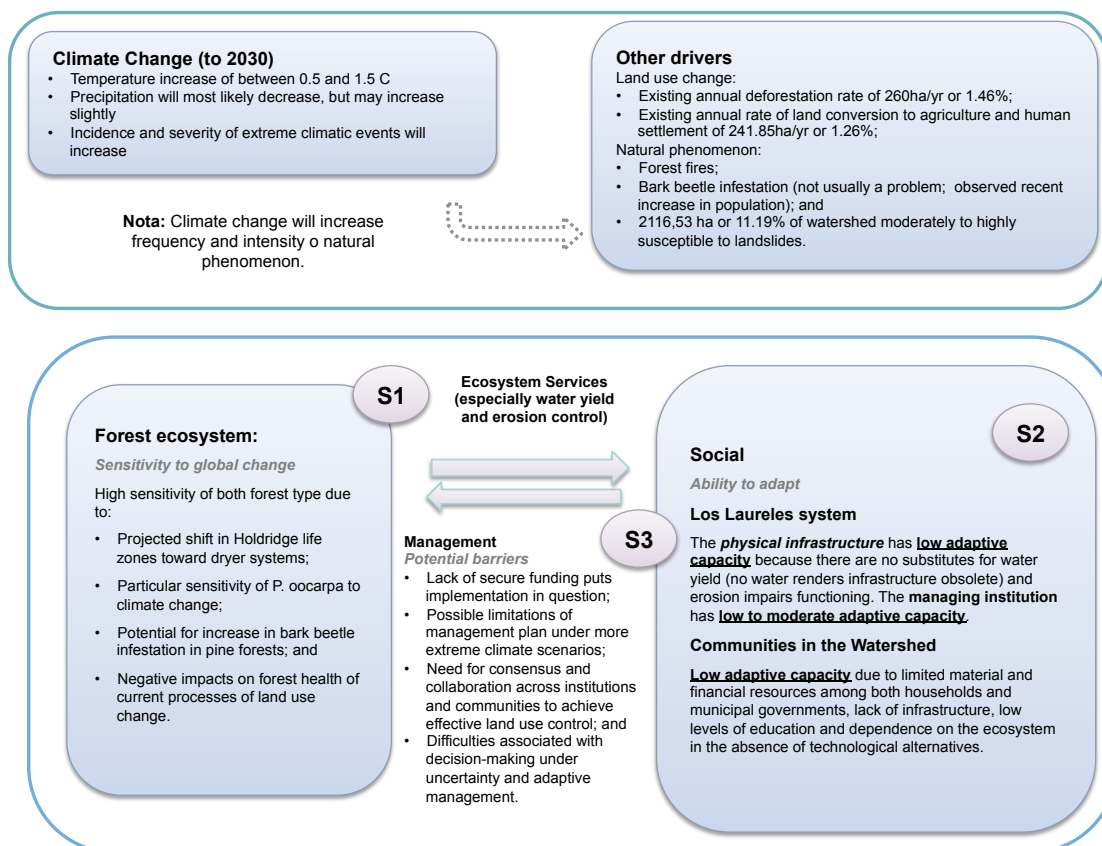 Climate Change (to 2030)
• Temperature increase of between 0.5 and 1.5 C
• Precipitation will most likely decrease, but may increase
slightly
• Incidence and severity of extreme climatic events will
increase
Nota: Climate change will increase
frequency and intensity o natural
phenomenon.
Other drivers
Land use change:
• Existing annual deforestation rate of 260ha/yr or 1.46%;
• Existing annual rate of land conversion to agriculture and human
settlement of 241.85ha/yr or 1.26%;
Natural phenomenon:
• Forest fires;
• Bark beetle infestation (not usually a problem; observed recent
increase in population); and
• 2116,53 ha or 11.19% of watershed moderately to highly
susceptible to landslides.
S1
Forest ecosystem:
Sensitivity to global change
High sensitivity of both forest type due
to:
• Projected shift in Holdridge life
zones toward dryer systems;
• Particular sensitivity of P. oocarpa to
climate change;
• Potential for increase in bark beetle
infestation in pine forests; and
• Negative impacts on forest health of
current processes of land use
change.
Ecosystem Services
(especially water yield
and erosion control)
S3
Management
Potential barriers
• Lack of secure funding puts
implementation in question;
• Possible limitations of
management plan under more
extreme climate scenarios;
• Need for consensus and
collaboration across institutions
and communities to achieve
effective land use control; and
• Difficulties associated with
decision-making under
uncertainty and adaptive
management.
S2
Social
Ability to adapt
Los Laureles system
The physical infrastructure has low adaptive
capacity because there are no substitutes for water
yield (no water renders infrastructure obsolete) and
erosion impairs functioning. The managing institution
has low to moderate adaptive capacity.
Communities in the Watershed
Low adaptive capacity due to limited material and
financial resources among both households and
municipal governments, lack of infrastructure, low
levels of education and dependence on the ecosystem
in the absence of technological alternatives.